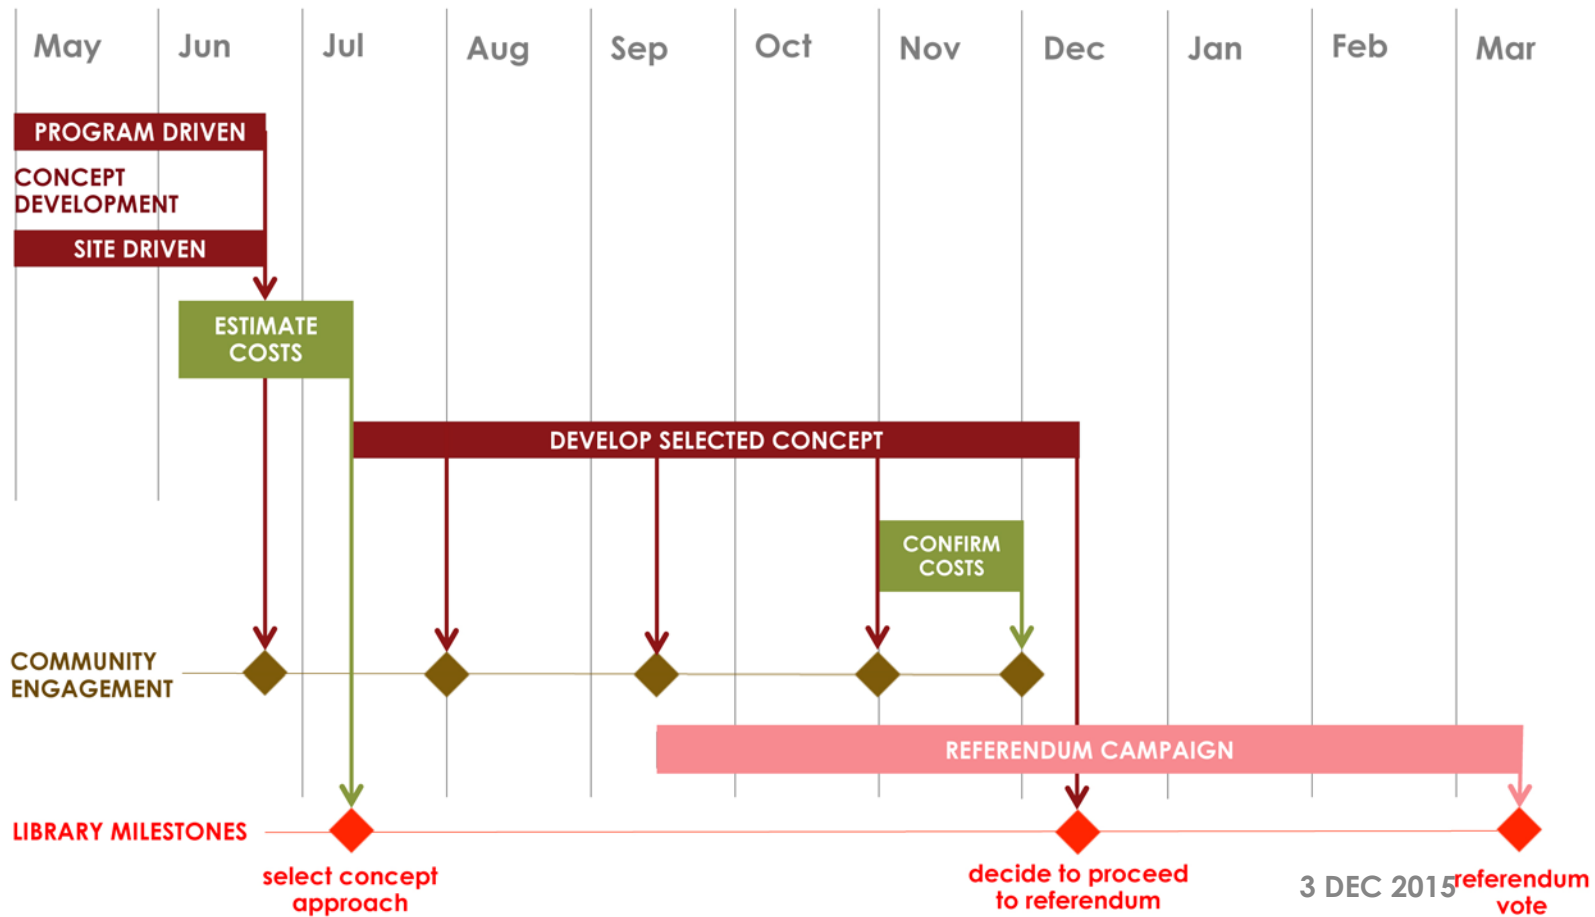 May Jun Jul Aug Sep Oct Nov Dec Jan Feb Mar
PROGRAM DRIVEN
CONCEPT
DEVELOPMENT
SITE DRIVEN
ESTIMATE
COSTS
DEVELOP SELECTED CONCEPT
CONFIRM
COSTS
COMMUNITY
ENGAGEMENT
REFERENDUM CAMPAIGN
LIBRARY MILESTONES
select concept
approach
decide to proceed
to referendum
3 DEC 2015
referendum
vote